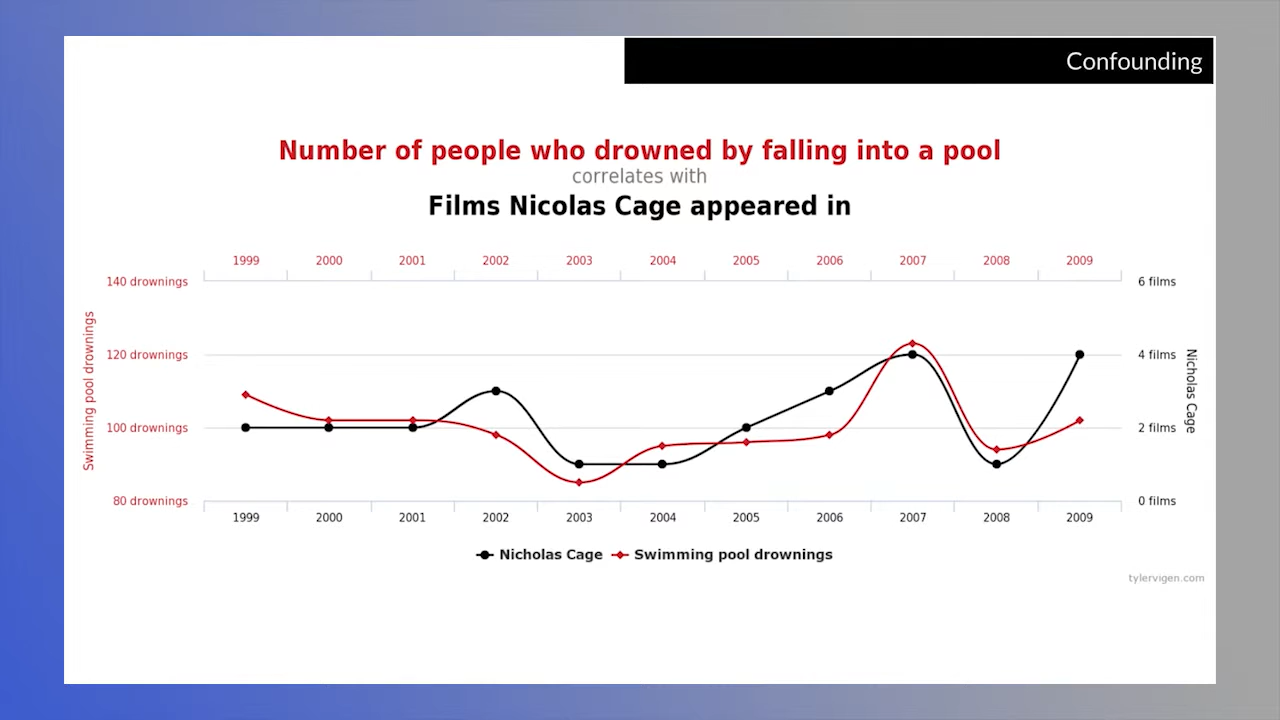 Confounding
Number of people who drowned by falling into a pool
correlates with
Films Nicolas Cage appeared in
1999 2000 2001 2002 2003 2004 2005 2006 2007 2008 2009
140 drownings 6 films
120 drownings 4 films
100 drownings 2 films
80 drownings 0 films
Swimming pool drownings
Nicholas Cage
1999 2000 2001 2002 2003 2004 2005 2006 2007 2008 2009
Nicholas Cage Swimming pool drownings
tylervigen.com